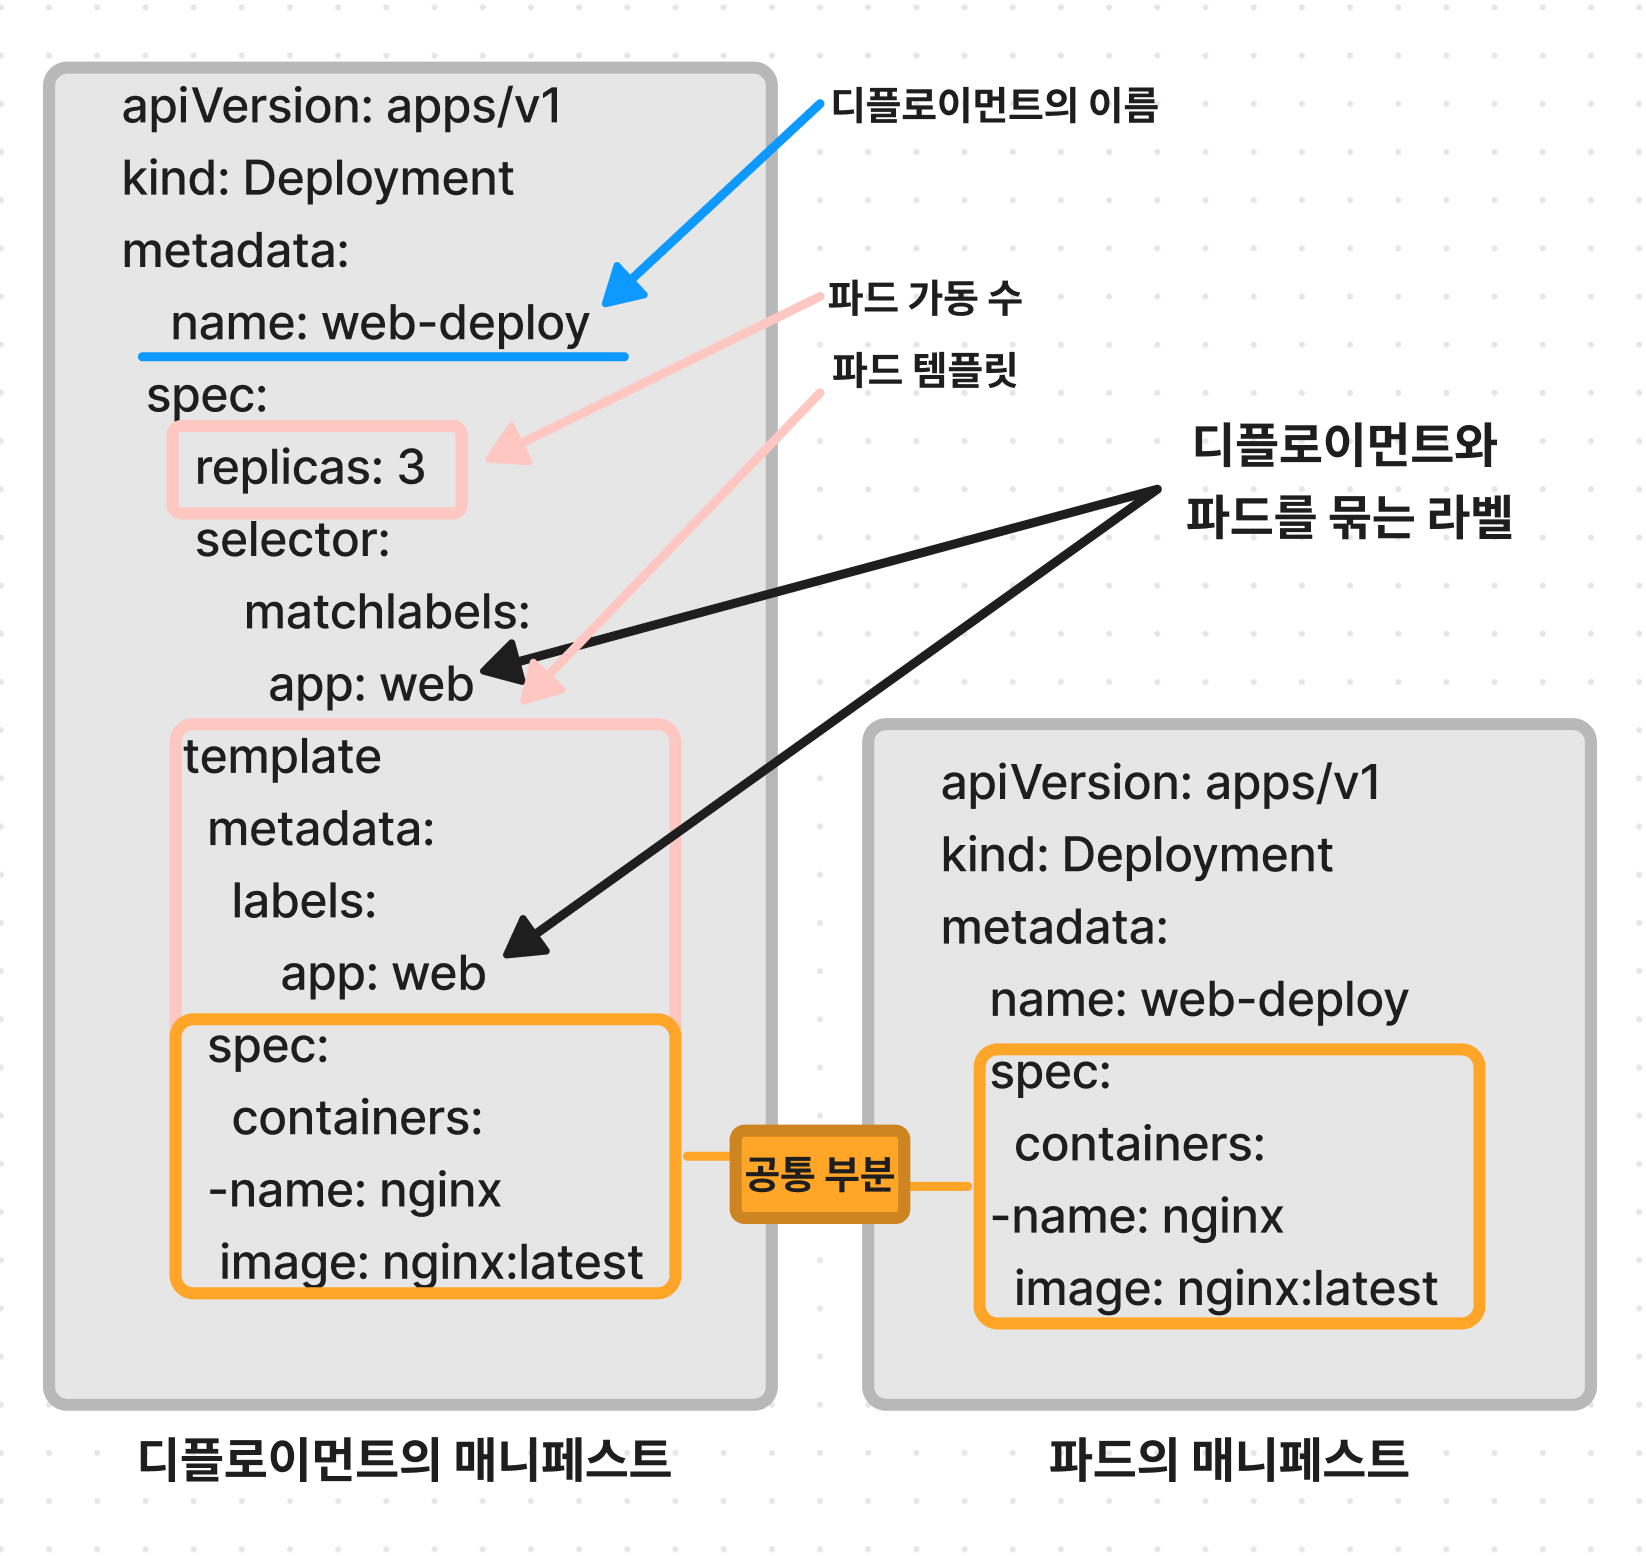 apiVersion: apps/v1
kind: Deployment
metadata:
name: web-deploy
spec:
replicas: 3
selector:
matchlabels:
app: web
template
metadata:
labels:
app: web
spec:
containers:
-name: nginx
image: nginx:latest
디플로이먼트의 매니페스트
디플로이먼트의 이름
파드 가동 수
파드 템플릿
디플로이먼트와
파드를 묶는 라벨
공통 부분
apiVersion: apps/v1
kind: Deployment
metadata:
name: web-deploy
spec:
containers:
-name: nginx
image: nginx:latest
파드의 매니페스트